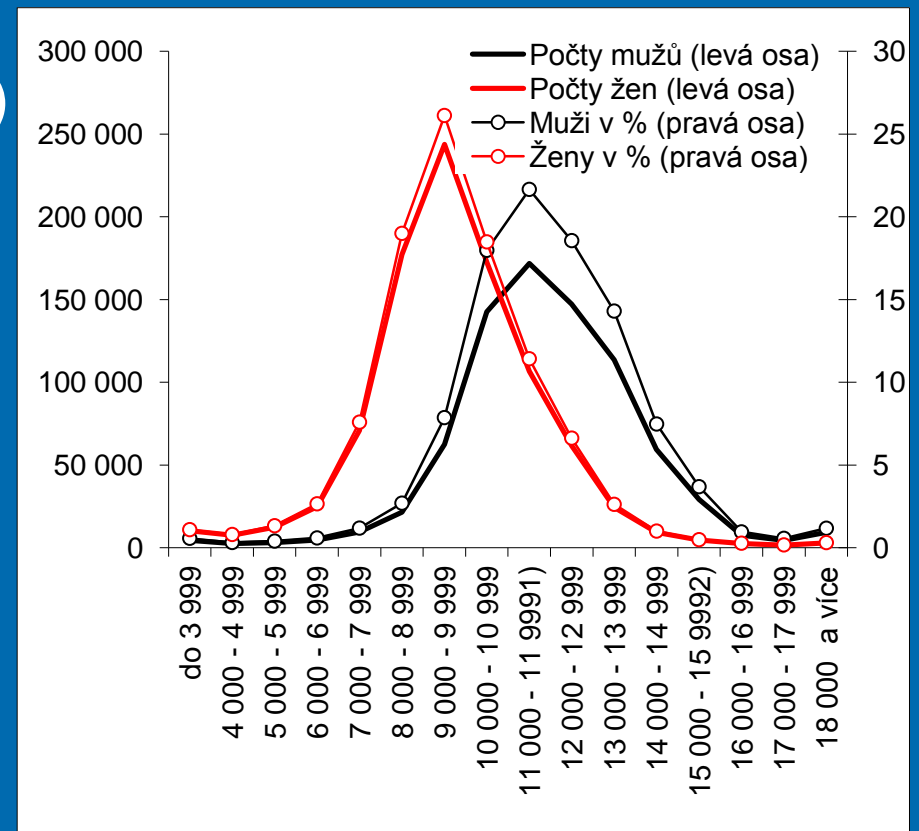 300 000
250 000
200 000
150 000
100 000
50 000
0
Počty mužů (levá osa)
Počty žen (levá osa)
Muži v % (pravá osa)
Ženy v % (pravá osa)
30
25
20
15
10
5
0
do 3 999
4 000 - 4 999
5 000 - 5 999
6 000 - 6 999
7 000 - 7 999
8 000 - 8 999
9 000 - 9 999
10 000 - 10 999
11 000 - 11 9991)
12 000 - 12 999
13 000 - 13 999
14 000 - 14 999
15 000 - 15 9992)
16 000 - 16 999
17 000 - 17 999
18 000 a více